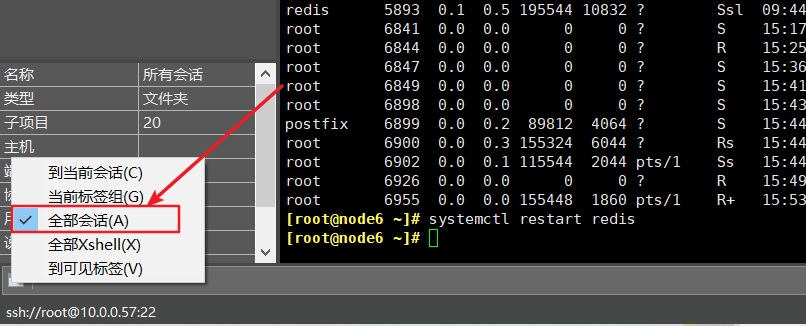 redis 5893 0.1 0.5 195544 10832 ? Ssl 09:44
root 6841 0.0 0.0 0 0 ? S 15:17
root 6844 0.0 0.0 0 0 ? R 15:25
root 6847 0.0 0.0 0 0 ? S 15:36
root 6849 0.0 0.0 0 0 ? S 15:41
root 6898 0.0 0.0 0 0 ? S 15:43
postfix 6899 0.0 0.2 89812 4064 ? S 15:44
root 6900 0.0 0.3 155324 6044 ? Rs 15:44
root 6902 0.0 0.1 115544 2044 pts/1 Ss 15:44
root 6926 0.0 0.0 0 0 ? R 15:49
root 6955 0.0 0.0 155448 1860 pts/1 R+ 15:53
[root@node6 ~]# systemctl restart redis
[root@node6 ~]#
名称 所有会话
类型 文件夹
子项目 20
主机
到当前会话(C)
当前标签组(G)
全部会话(A)
全部Xshell(X)
到可见标签(V)
ssh://root@10.0.0.57:22